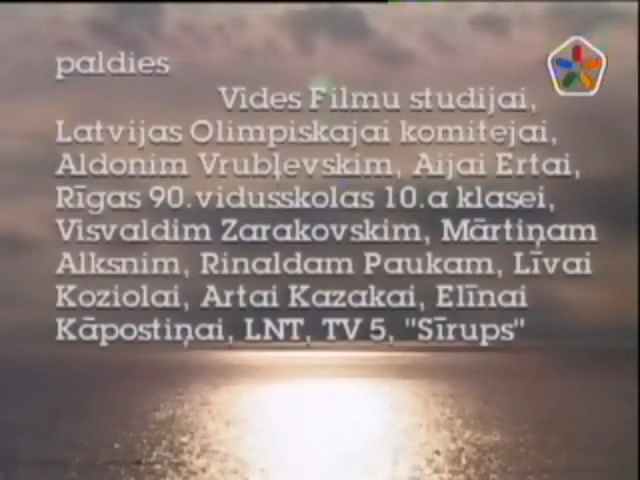 paldies
Vides Filmu studijai,
Latvijas Olimpiskajai komitejai,
Aldonim Vrubļevskim, Aijai Ertai,
Rīgas 90. vidusskolas 10.a klasei,
Visvaldim Zarakovskim, Mārtiņam
Alksnim, Rinaldam Paukam, Līvai
Koziolai, Artai Kazakai, Elīnai
Kāpostiņai, LNT, TV 5, "Sīrups"